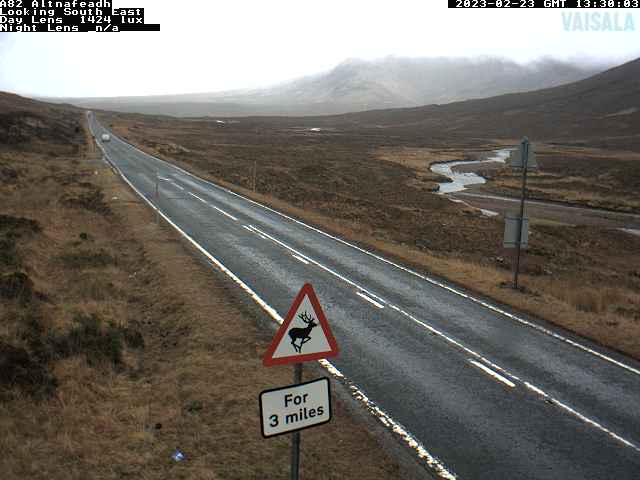 A82 Altnafeadh
Looking South East
Day Lens 1424 lux
Night Lens n/a
2023-02-23 GMT 13:30:03
VAISALA
For
3 miles